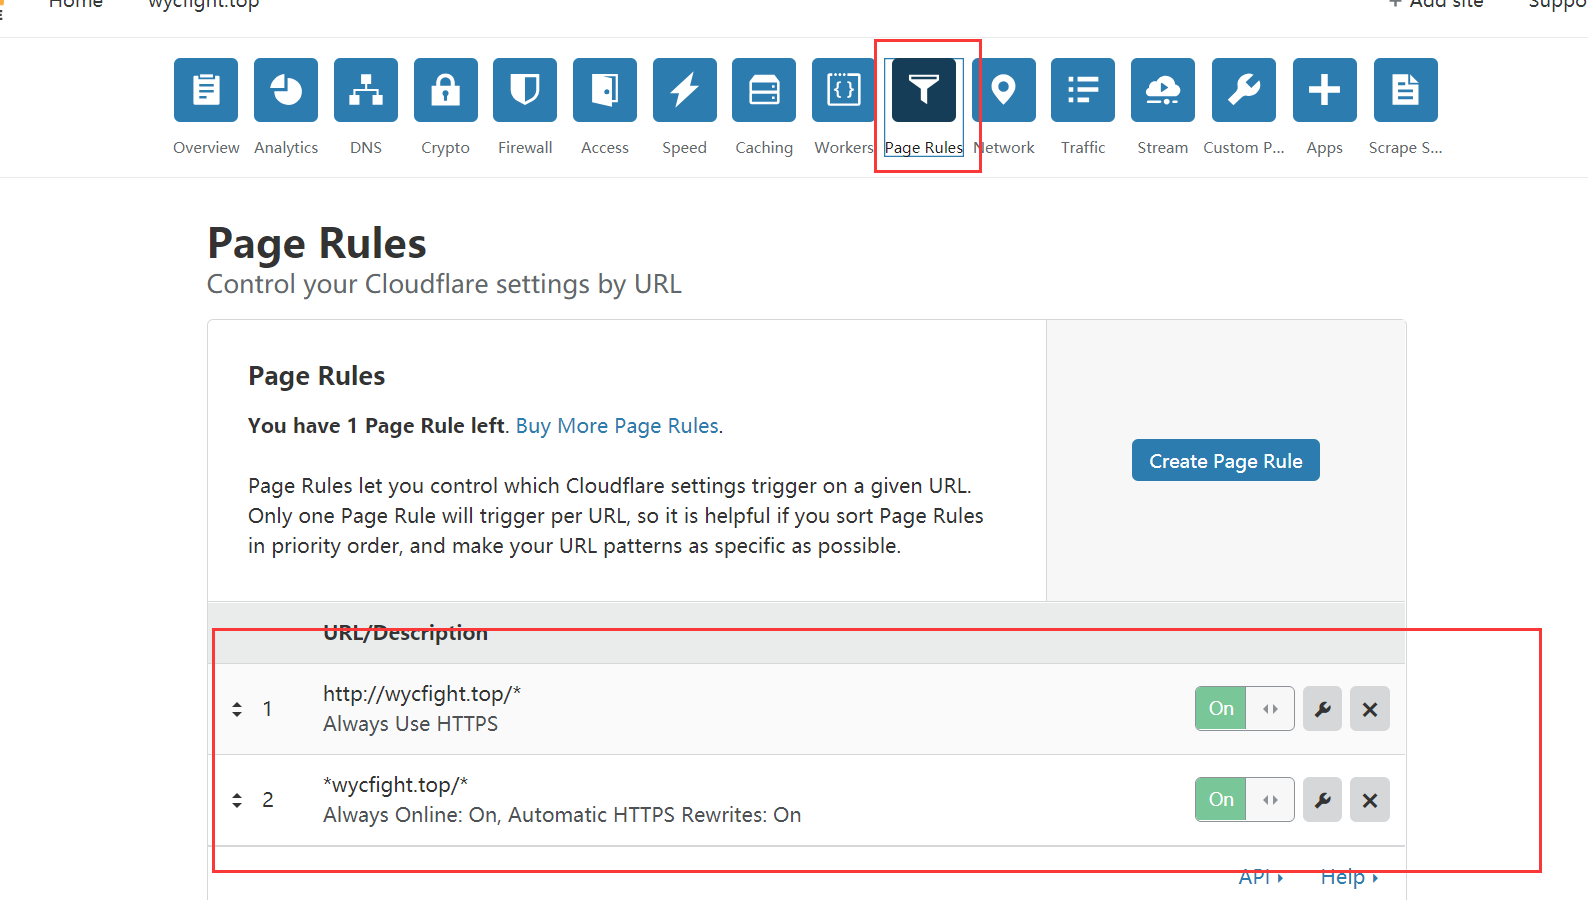 Home wycfight.top + Add site Suppo
Overview Analytics DNS Crypto Firewall Access Speed Caching Workers Page Rules Network Traffic Stream Custom P... Apps Scrape S...
Page Rules
Control your Cloudflare settings by URL
Page Rules
You have 1 Page Rule left. Buy More Page Rules.
Create Page Rule
Page Rules let you control which Cloudflare settings trigger on a given URL.
Only one Page Rule will trigger per URL, so it is helpful if you sort Page Rules
in priority order, and make your URL patterns as specific as possible.
URL/Description
1 http://wycfight.top/*
Always Use HTTPS
On
2 *wycfight.top/*
Always Online: On, Automatic HTTPS Rewrites: On
On
API Help